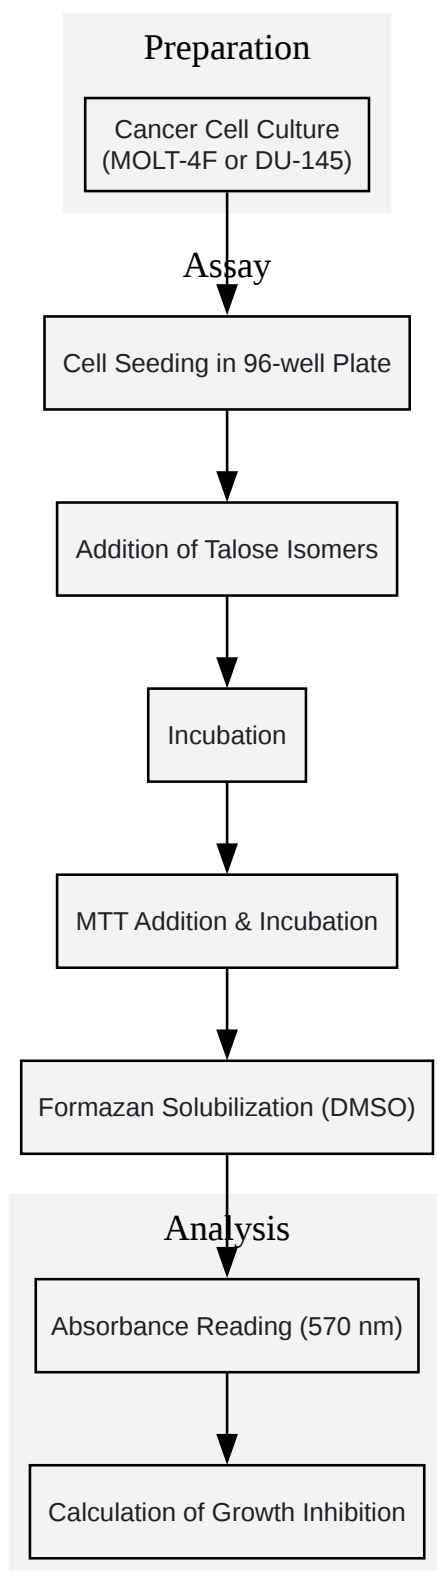 Preparation
Cancer Cell Culture
(MOLT-4F or DU-145)
Assay
Cell Seeding in 96-well Plate
Addition of Talose Isomers
Incubation
MTT Addition & Incubation
Formazan Solubilization (DMSO)
Analysis
Absorbance Reading (570 nm)
Calculation of Growth Inhibition